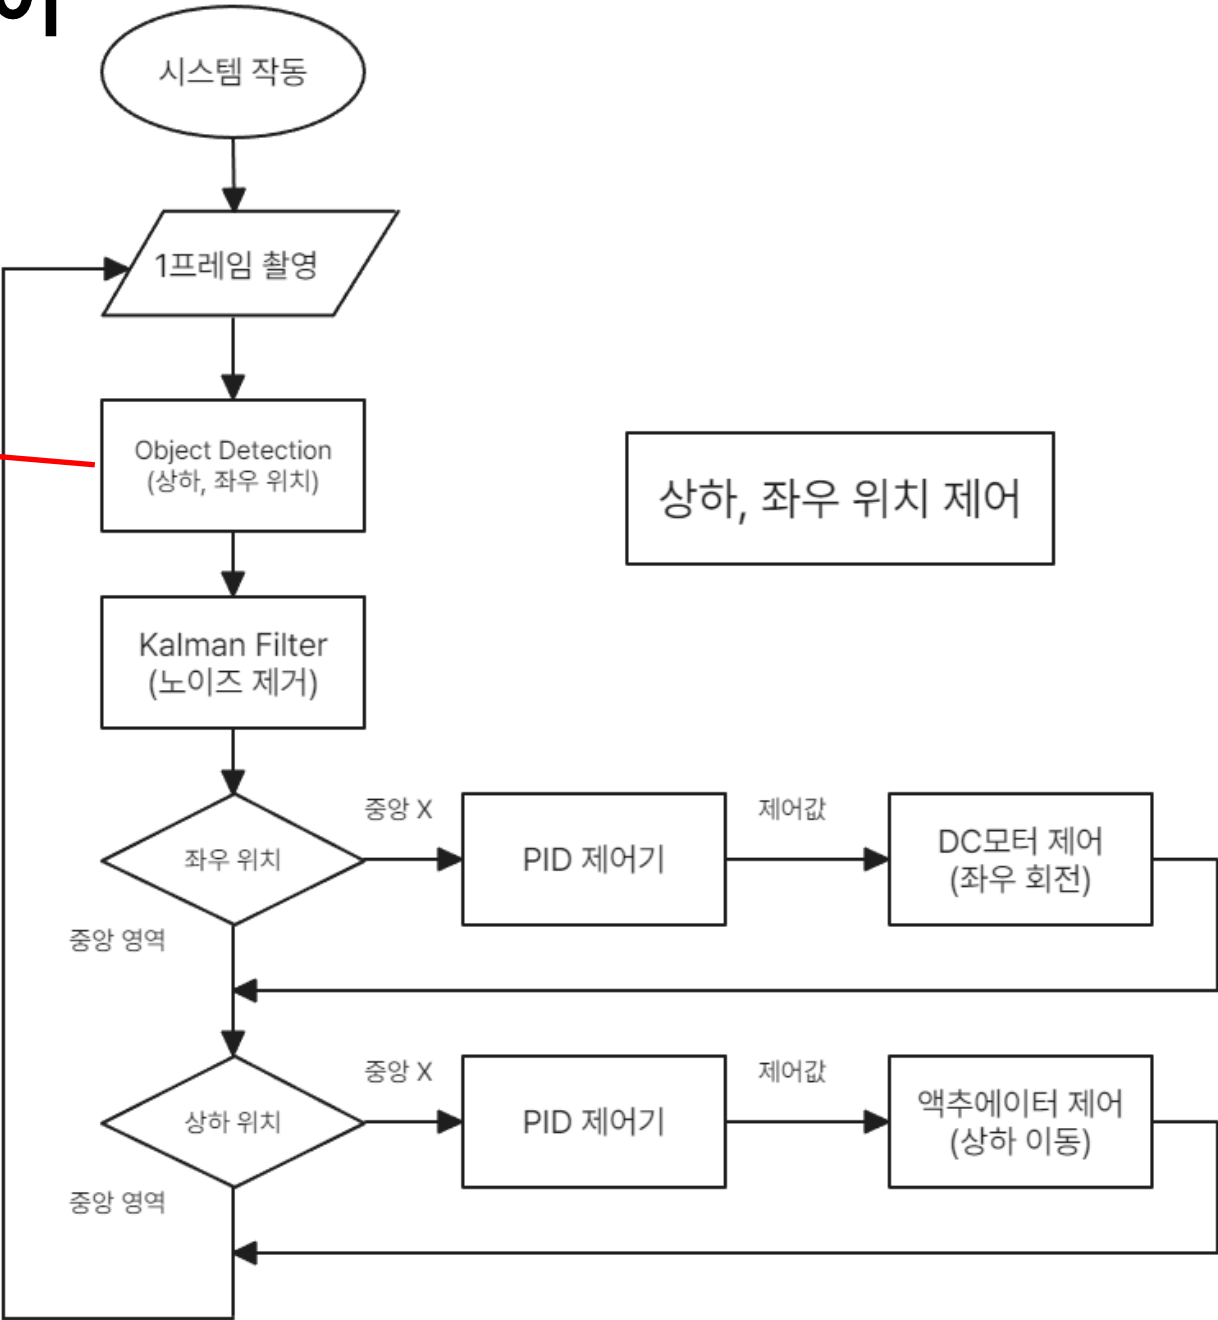 시스템 작동
1프레임 촬영
Object Detection
(상하, 좌우 위치)
상하, 좌우 위치 제어
Kalman Filter
(노이즈 제거)
좌우 위치
중앙 X
PID 제어기
제어값
DC모터 제어
(좌우 회전)
중앙 영역
상하 위치
중앙 X
PID 제어기
제어값
액추에이터 제어
(상하 이동)
중앙 영역